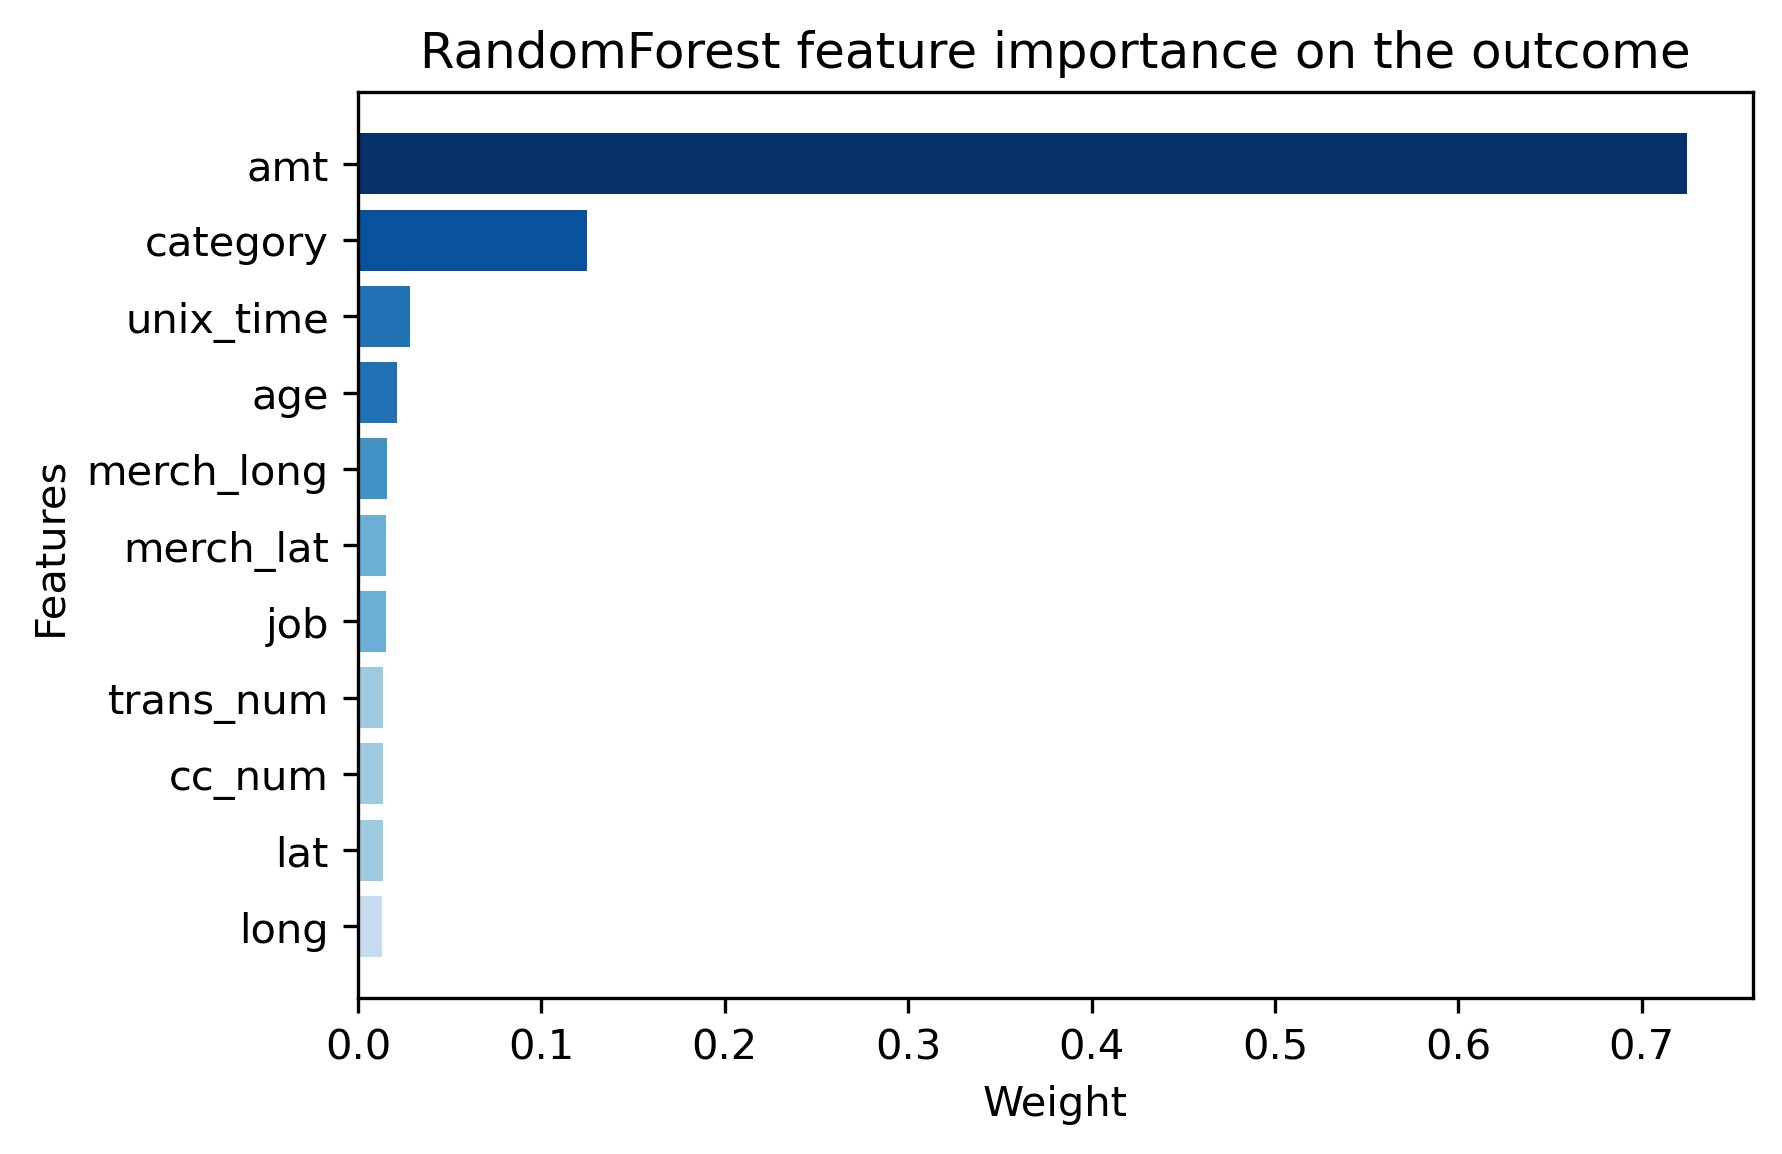 RandomForest feature importance on the outcome
amt
category
unix_time
age
merch_long
merch_lat
job
trans_num
cc_num
lat
long
Features
0.0 0.1 0.2 0.3 0.4 0.5 0.6 0.7
Weight